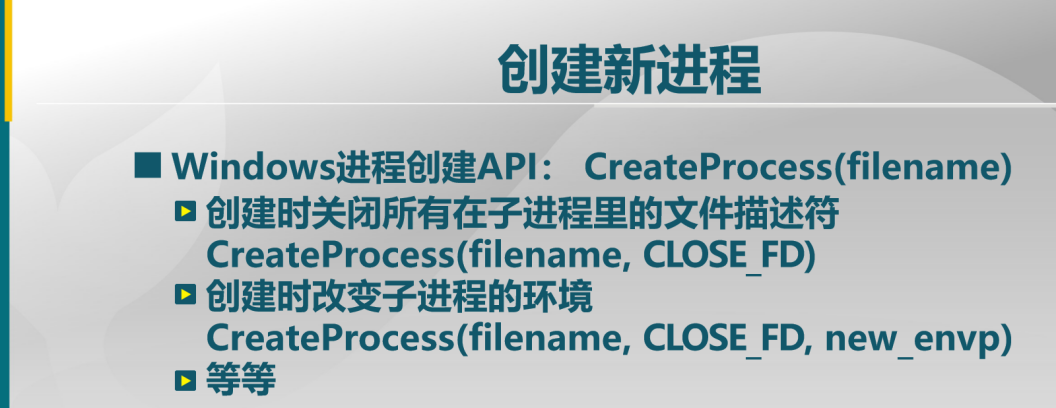 创建新进程
Windows进程创建API： CreateProcess(filename)
创建时关闭所有在子进程里的文件描述符
CreateProcess(filename, CLOSE_FD)
创建时改变子进程的环境
CreateProcess(filename, CLOSE_FD, new_envp)
等等